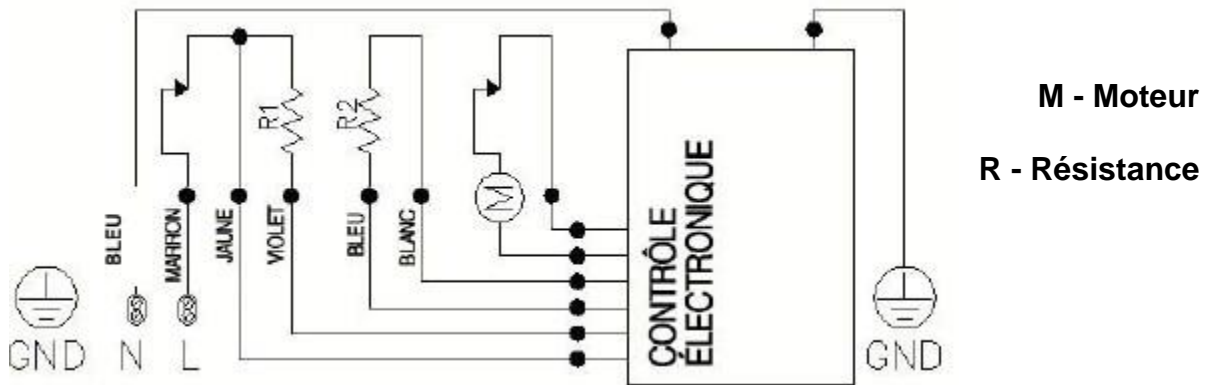 M - Moteur
R - Résistance
R1
R2
M
BLEU
MARRON
JAUNE
VIOLET
BLEU
BLANC
CONTRÔLE
ÉLECTRONIQUE
GND
N
L
GND